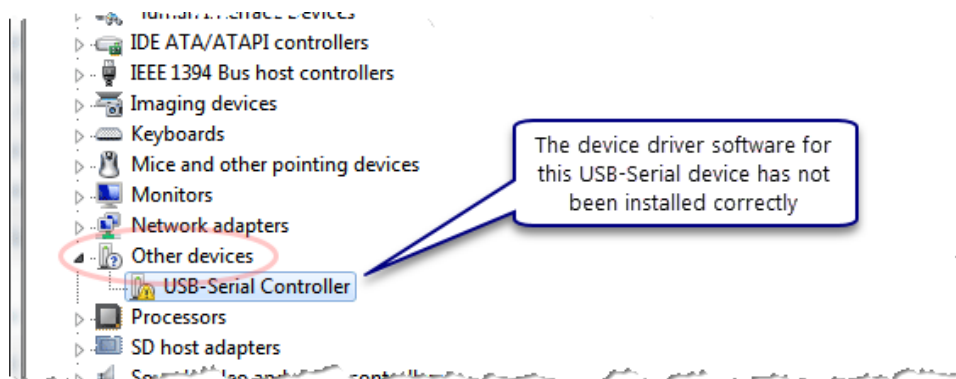 IDE ATA/ATAPI controllers
IEEE 1394 Bus host controllers
Imaging devices
Keyboards
Mice and other pointing devices
Monitors
Network adapters
Other devices
USB-Serial Controller
Processors
SD host adapters
The device driver software for
this USB-Serial device has not
been installed correctly